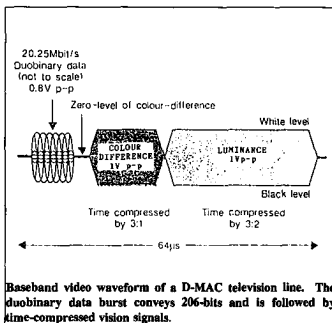 20.25Mbit/s
Duobinary data
(not to scale)
0.8V p-p
Zero-level of colour-difference
COLOUR
DIFFERENCE
1V p-p
LUMINANCE
1V p-p
White level
Black level
Time compressed
by 3:1
Time compressed
by 3:2
64µs
Baseband video waveform of a D-MAC television line. The
duobinary data burst conveys 206-bits and is followed by
time-compressed vision signals.